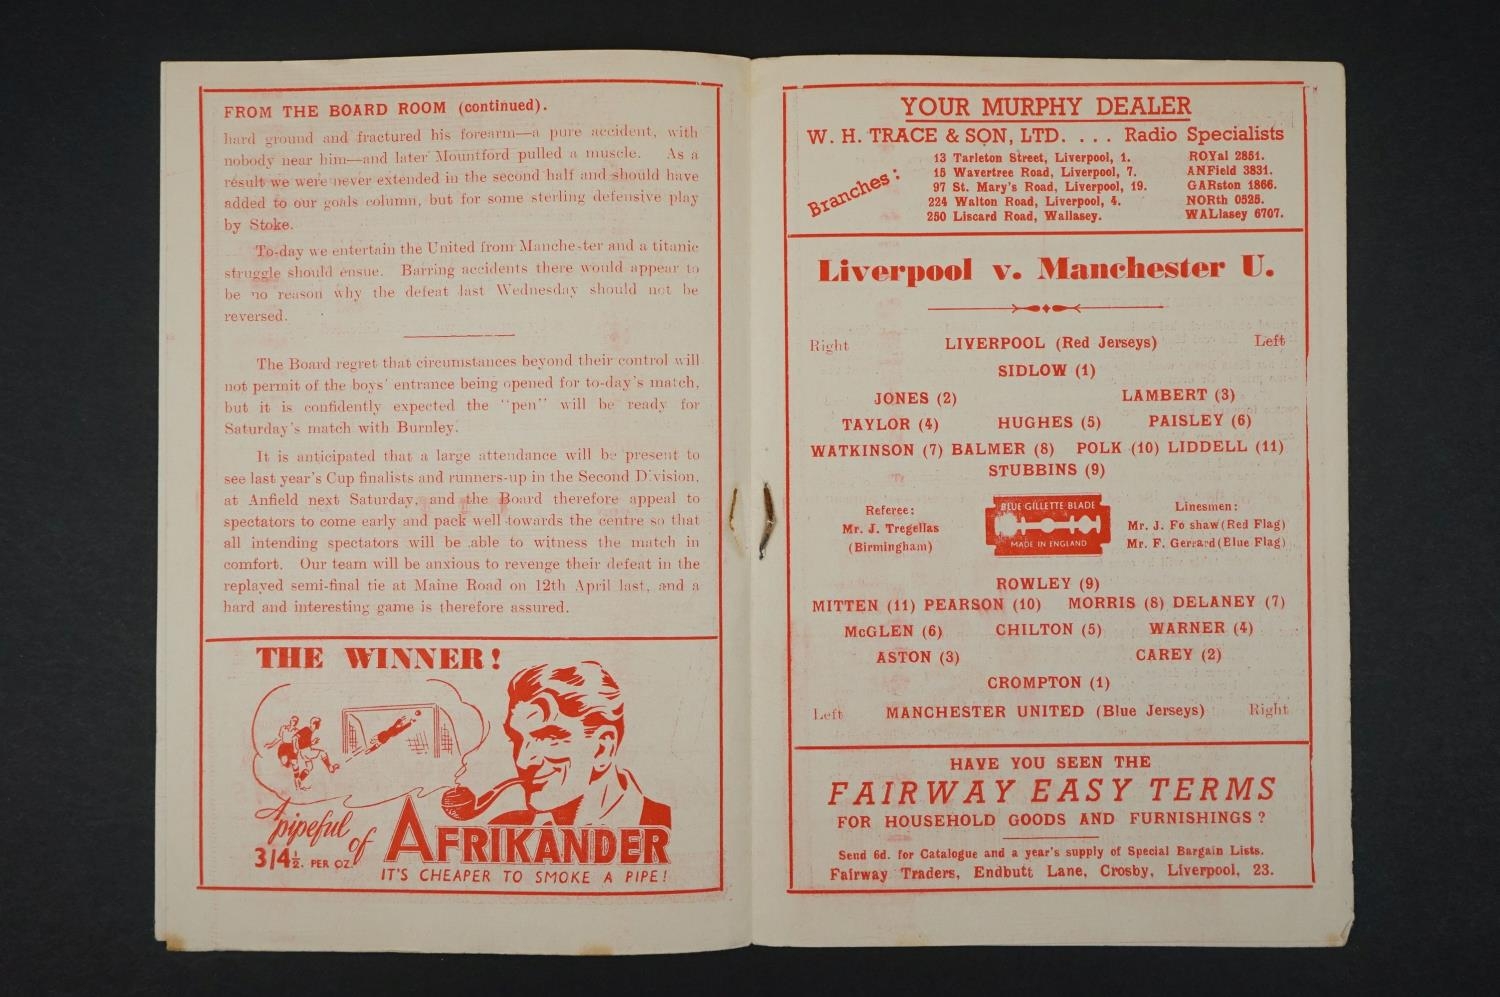 FROM THE BOARD ROOM (continued).
hard ground and fractured his forearm—a pure accident, with
nobody near him—and later Mountford pulled a muscle. As a
result we were never extended in the second half and should have
added to our goals column, but for some sterling defensive play
by Stoke.
To-day we entertain the United from Manchester and a titanic
struggle should ensue. Barring accidents there would appear to
be no reason why the defeat last Wednesday should not be
reversed.
The Board regret that circumstances beyond their control will
not permit of the boys' entrance being opened for to-day's match,
but it is confidently expected the "pen" will be ready for
Saturday's match with Burnley.
It is anticipated that a large attendance will be present to
see last year's Cup finalists and runners-up in the Second Division,
at Anfield next Saturday, and the Board therefore appeal to
spectators to come early and pack well towards the centre so that
all intending spectators will be able to witness the match in
comfort. Our team will be anxious to revenge their defeat in the
replayed semi-final tie at Maine Road on 12th April last, and a
hard and interesting game is therefore assured.
THE WINNER!
A pipeful of AFRIKANDER
3/4½. PER OZ.
IT'S CHEAPER TO SMOKE A PIPE!
YOUR MURPHY DEALER
W. H. TRACE & SON, LTD. .... Radio Specialists
Branches:
13 Tarleton Street, Liverpool, 1. ROYal 2851.
15 Wavertree Road, Liverpool, 7. ANField 3831.
97 St. Mary's Road, Liverpool, 19. GARston 1866.
224 Walton Road, Liverpool, 4. NORth 0525.
250 Liscard Road, Wallasey. WALlasey 6707.
Liverpool v. Manchester U.
Right LIVERPOOL (Red Jerseys) Left
SIDLOW (1)
JONES (2) LAMBERT (3)
TAYLOR (4) HUGHES (5) PAISLEY (6)
WATKINSON (7) BALMER (8) POLK (10) LIDDELL (11)
STUBBINS (9)
Referee:
Mr. J. Tregellas
(Birmingham)
BLUE GILLETTE BLADE
MADE IN ENGLAND
Linesmen:
Mr. J. Fo shaw (Red Flag)
Mr. F. Gerrard (Blue Flag)
ROWLEY (9)
MITTEN (11) PEARSON (10) MORRIS (8) DELANEY (7)
McGLEN (6) CHILTON (5) WARNER (4)
ASTON (3) CAREY (2)
CROMPTON (1)
Left MANCHESTER UNITED (Blue Jerseys) Right
HAVE YOU SEEN THE
FAIRWAY EASY TERMS
FOR HOUSEHOLD GOODS AND FURNISHINGS?
Send 6d. for Catalogue and a year's supply of Special Bargain Lists.
Fairway Traders, Endbutt Lane, Crosby, Liverpool, 23.